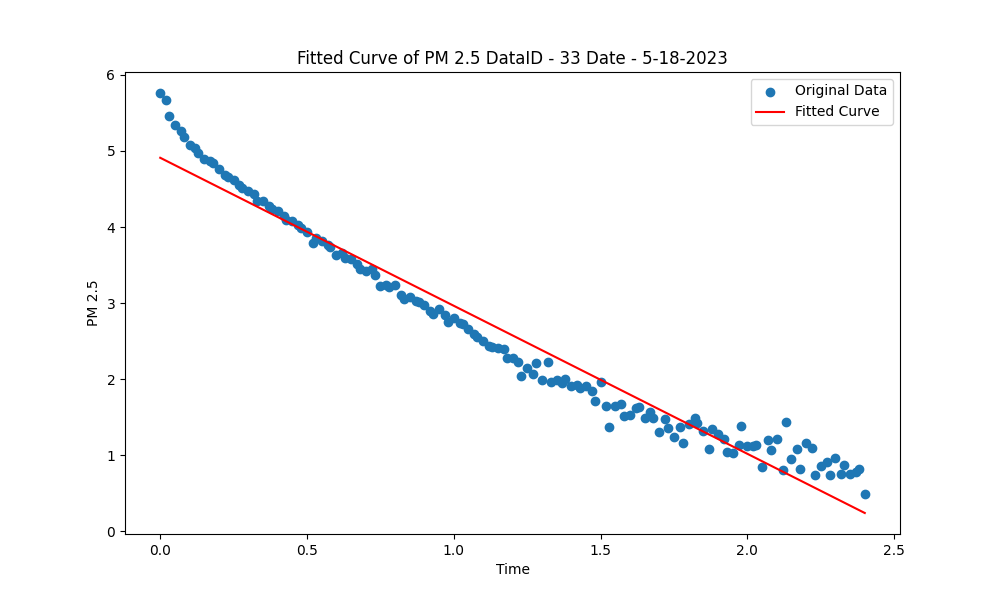 Fitted Curve of PM 2.5 DataID - 33 Date - 5-18-2023
Original Data
Fitted Curve
6
5
4
3
2
1
0
PM 2.5
0.0 0.5 1.0 1.5 2.0 2.5
Time